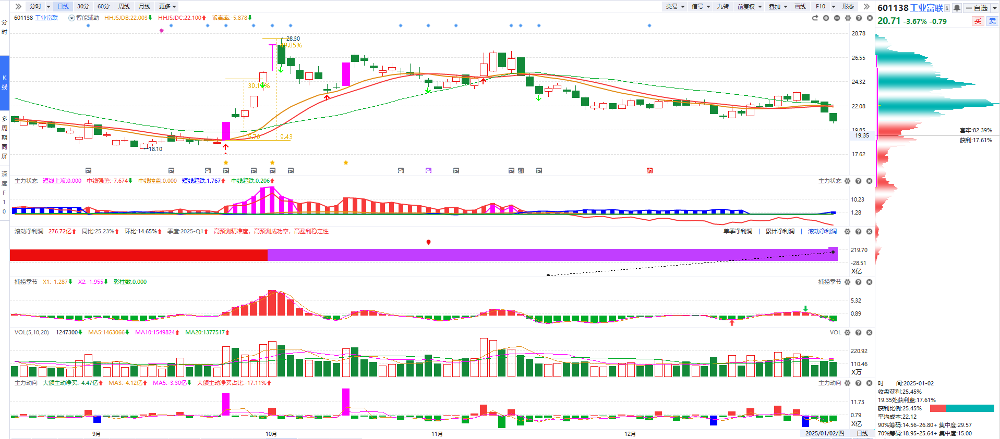 分时 日线 30分 60分 周线 月线 更多 交易 信号 九转 前复权 叠加 画线 F10 形态
601138 工业富联 智能辅助 HHJSJDB:22.003 HHJSJDC:22.100 乖离率:-5.878
601138 工业富联 自选
20.71 -3.67% -0.79 买 卖
分时
K线
多周期同屏
深度F10
28.78
26.55
24.32
22.08
19.85
19.35
17.62
28.30
49.85%
5.70
9.43
18.10
套牢:82.39%
获利:17.61%
主力状态 短线上攻:0.000 中线强势:-7.674 中线控盘:0.000 短线超跌:1.767 中线超跌:0.206 主力状态
10.23
1.28
滚动净利润 276.72亿 同比:25.23% 环比:14.65% 季度:2025-Q1 高预测精准度，高预测成功率，高盈利稳定性 单季净利润 | 累计净利润 | 滚动净利润
219.70
-28.51
X亿
捕捞季节 X1:-1.287 X2:-1.955 彩柱数:0.000 捕捞季节
5.32
0.89
VOL(5,10,20) 1247300 MA5:1463066 MA10:1549824 MA20:1377517 VOL
220.92
110.46
X万
主力动向 大额主动净买:-4.47亿 MA3:-4.12亿 MA5:-3.30亿 大额主动净买占比:-17.11% 主力动向
11.73
0.79
X亿
9月 10月 11月 12月 2025/01/02/四 日线
时 间:2025-01-02
收盘获利:25.45%
19.35处获利盘:17.61%
获利比例:25.45%
平均成本:22.12
90%筹码:14.56-26.80+ 集中度:29.57
70%筹码:18.95-25.64+ 集中度:15.00